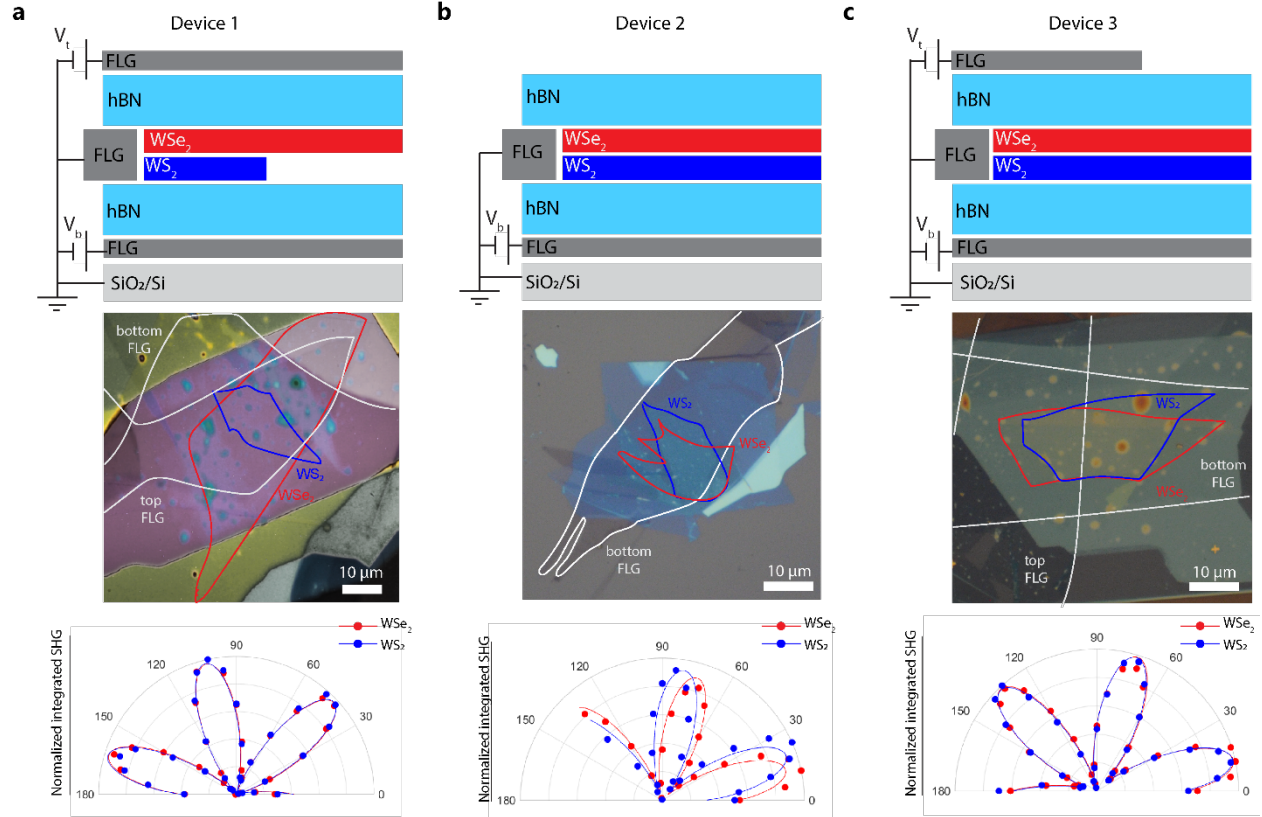 a
Device 1
Vt
FLG
hBN
WSe2
FLG
WS2
hBN
Vb
FLG
SiO₂/Si
bottom
FLG
WS₂
WSe2
top
FLG
10 μm
Normalized integrated SHG
WSe2
WS₂
180
150
120
90
60
30
0
b
Device 2
hBN
WSe2
FLG
WS2
hBN
Vb
FLG
SiO₂/Si
WS₂
WSe2
bottom
FLG
10 μm
Normalized integrated SHG
WSe2
WS₂
180
150
120
90
60
30
0
c
Device 3
Vt
FLG
hBN
WSe2
FLG
WS2
hBN
Vb
FLG
SiO₂/Si
WS₂
bottom
FLG
WSe2
top
FLG
10 μm
Normalized integrated SHG
WSe2
WS₂
180
150
120
90
60
30
0